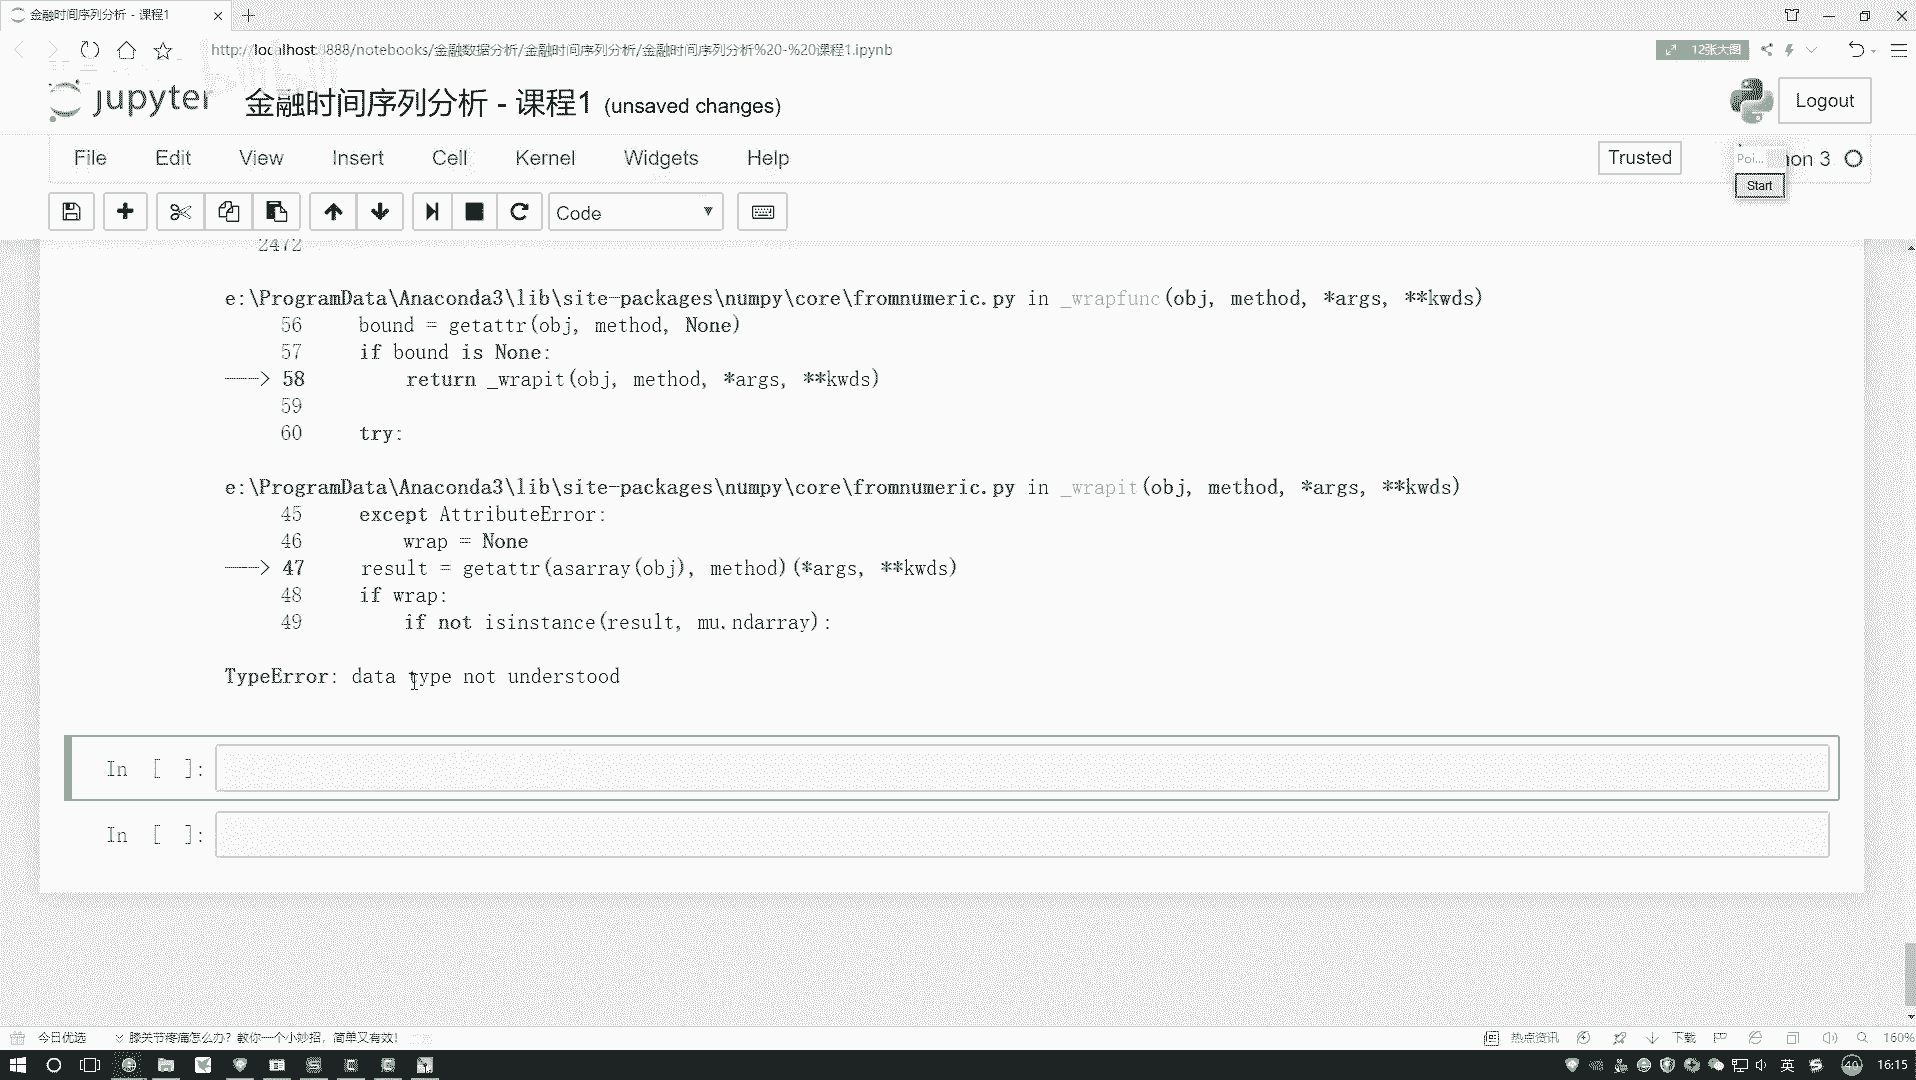 金融时间序列分析 - 课程1
http://localhost:8888/notebooks/金融数据分析/金融时间序列分析/金融时间序列分析%20-%20课程1.ipynb
12张大图
jupyter 金融时间序列分析 - 课程1 (unsaved changes)
Logout
File Edit View Insert Cell Kernel Widgets Help
Trusted
Poi...
on 3
Start
Code
2472
e:\ProgramData\Anaconda3\lib\site-packages\numpy\core\fromnumeric.py in _wrapfunc(obj, method, *args, **kwds)
56 bound = getattr(obj, method, None)
57 if bound is None:
---> 58 return _wrapit(obj, method, *args, **kwds)
59
60 try:
e:\ProgramData\Anaconda3\lib\site-packages\numpy\core\fromnumeric.py in _wrapit(obj, method, *args, **kwds)
45 except AttributeError:
46 wrap = None
---> 47 result = getattr(asarray(obj), method)(*args, **kwds)
48 if wrap:
49 if not isinstance(result, mu.ndarray):
TypeError: data type not understood
In [ ]:
In [ ]:
今日优选
膝关节疼痛怎么办? 教你一个小妙招, 简单又有效!
热点资讯
下载
160%
英
40
16:15